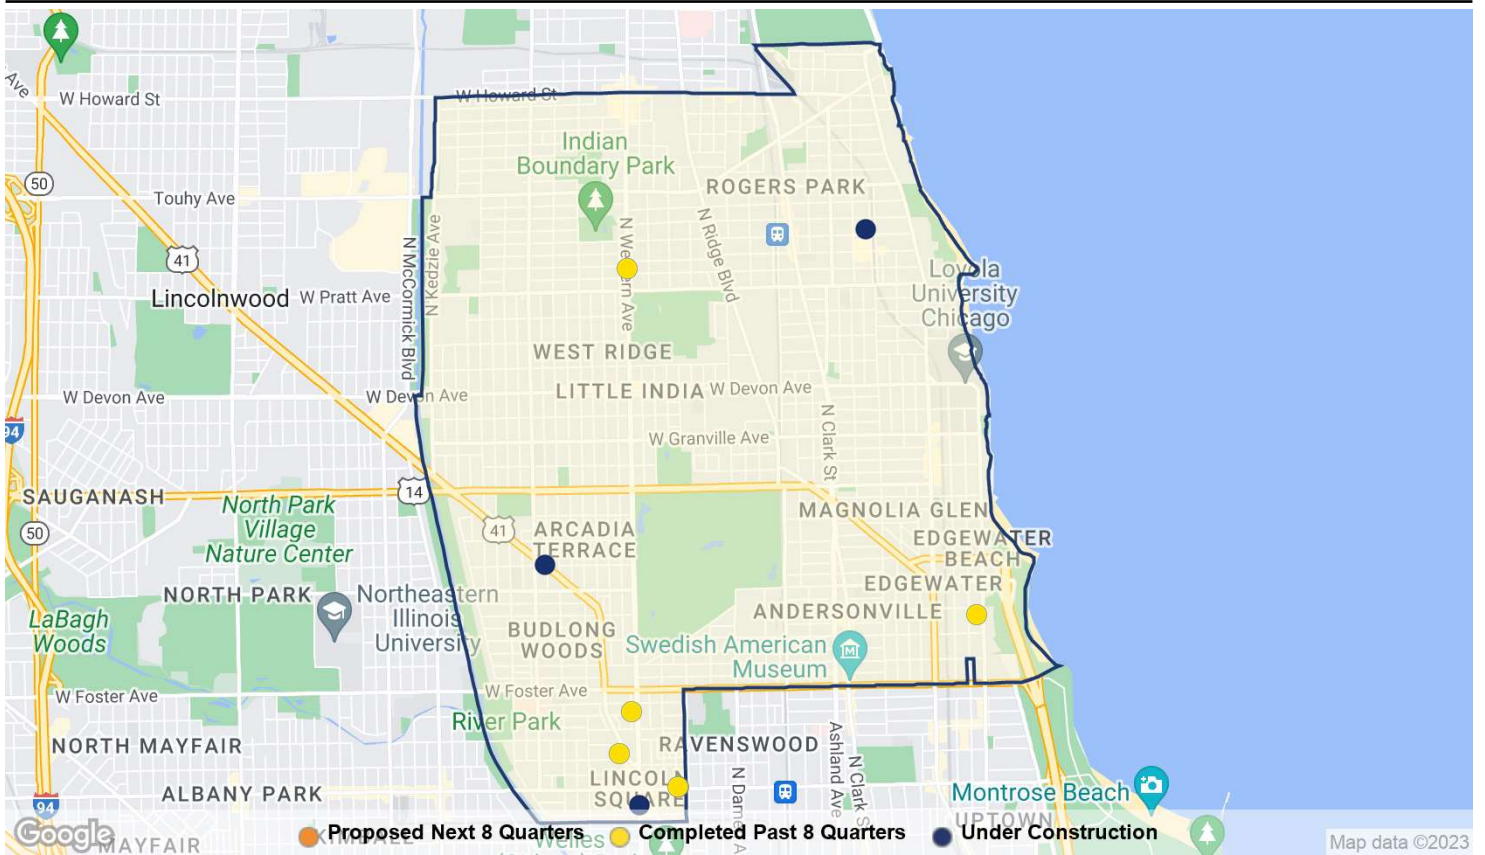 Ave
W Howard St
W Howard St
Indian
Boundary Park
50
Touhy Ave
ROGERS PARK
N Kedzie Ave
N McCormick Blvd
N Ridge Blvd
41
Lincolnwood
W Pratt Ave
Loyola
University
Chicago
WEST RIDGE
LITTLE INDIA
W Devon Ave
W Devon Ave
W Devon Ave
94
W Granville Ave
N Clark St
14
SAUGANASH
North Park
Village
Nature Center
50
41
ARCADIA
TERRACE
MAGNOLIA GLEN
EDGEWATER
BEACH
EDGEWATER
NORTH PARK
Northeastern
Illinois
University
ANDERSONVILLE
LaBagh
Woods
BUDLONG
WOODS
Swedish American
Museum
W Foster Ave
W Foster Ave
River Park
NORTH MAYFAIR
RAVENSWOOD
Ashland Ave
N Clark S
LINCOLN
SQUARE
ALBANY PARK
94
Montrose Beach
UPTOWN
Proposed Next 8 Quarters
Completed Past 8 Quarters
Under Construction
Google
MAYFAIR
Welles
Map data ©2023